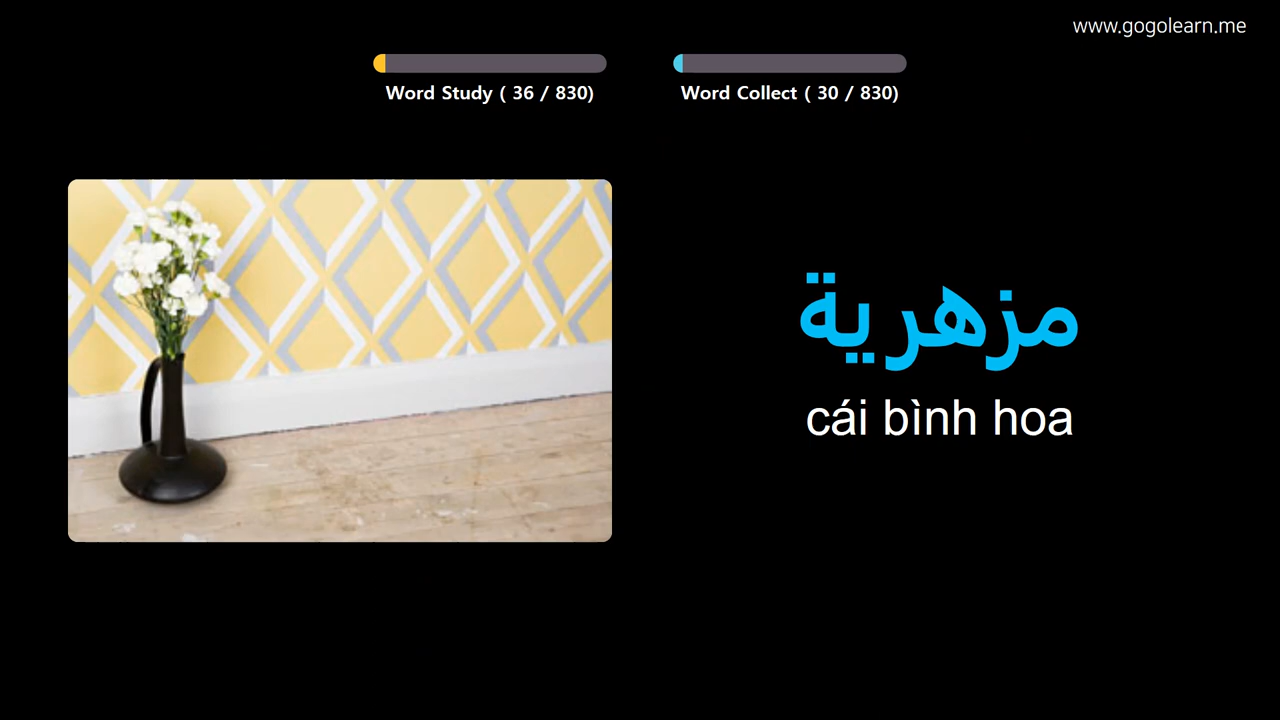 www.gogolearn.me
Word Study ( 36 / 830)
Word Collect ( 30 / 830)
مزهرية
cái bình hoa